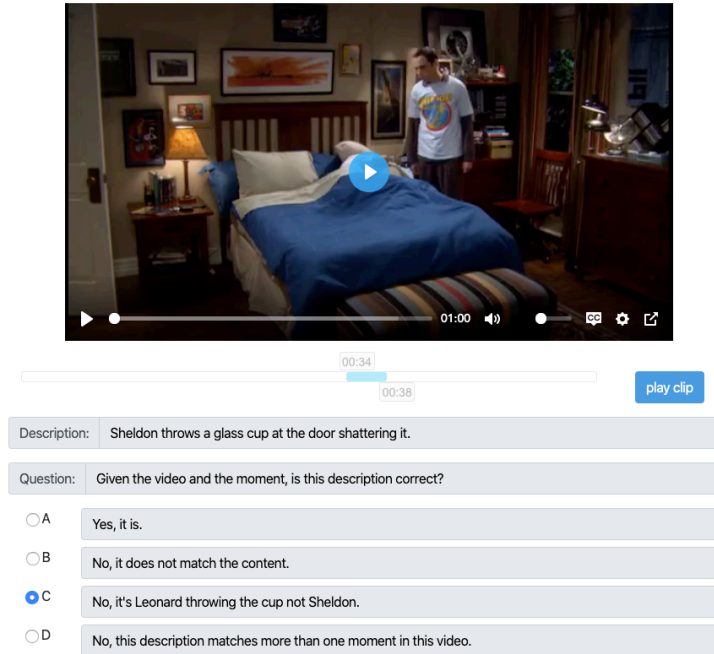 01:00
CC
00:34
00:38
play clip
Description: Sheldon throws a glass cup at the door shattering it.
Question: Given the video and the moment, is this description correct?
A Yes, it is.
B No, it does not match the content.
C No, it's Leonard throwing the cup not Sheldon.
D No, this description matches more than one moment in this video.